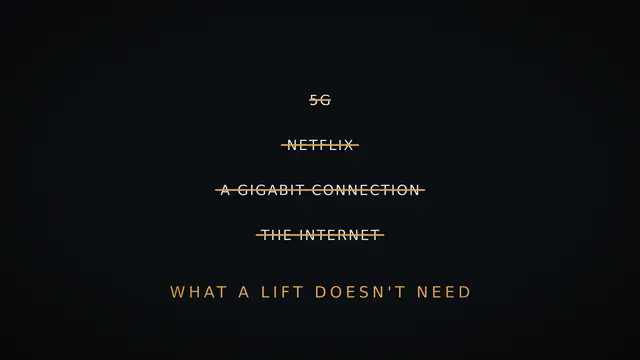 5G
NETFLIX
A GIGABIT CONNECTION
THE INTERNET
WHAT A LIFT DOESN'T NEED